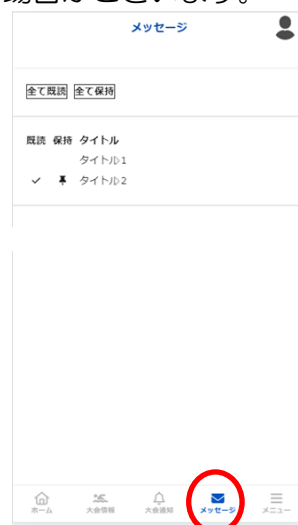 メッセージ
全て既読 全て保持
既読 保持 タイトル
タイトル1
タイトル2
ホーム 大会情報 大会通知 メッセージ メニュー